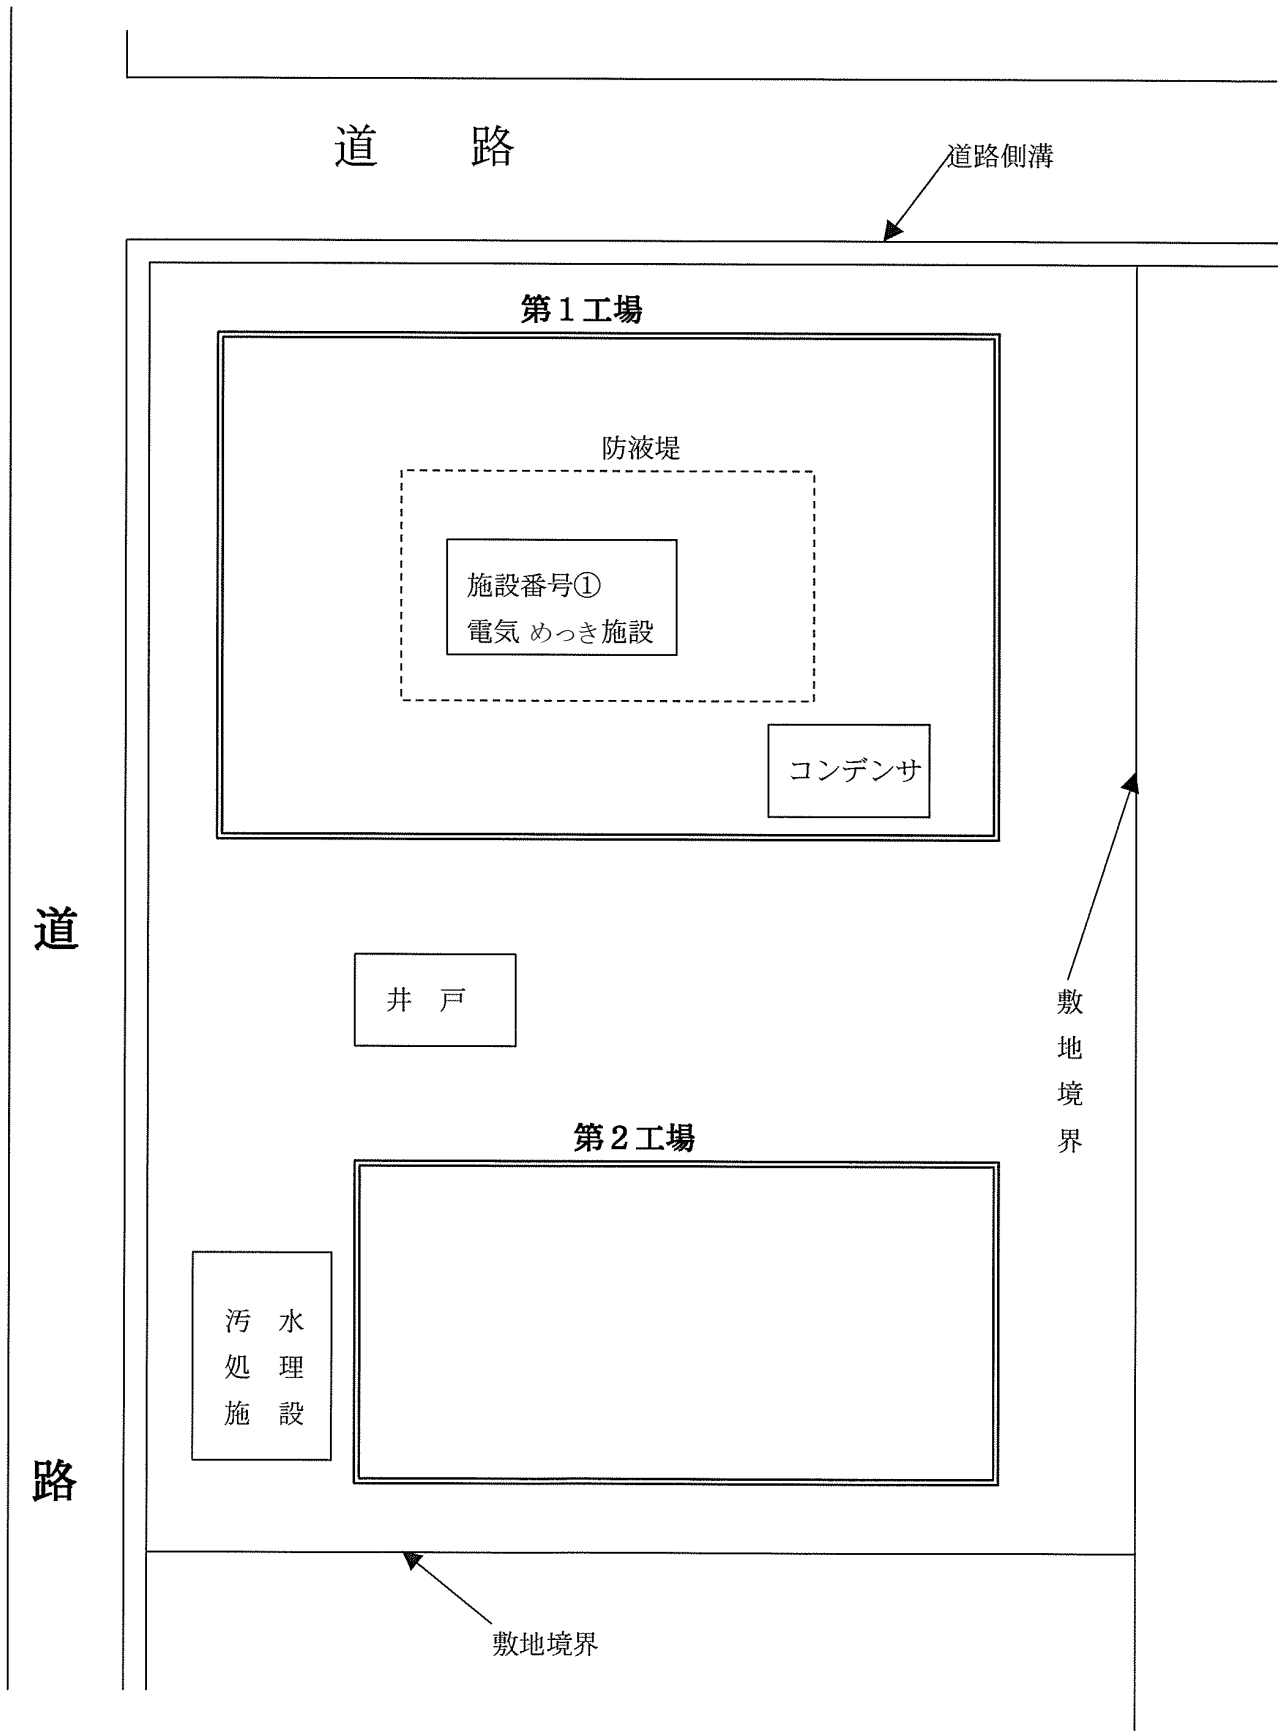 道　路
道路側溝
第１工場
防液堤
施設番号①
電気 めっき施設
コンデンサ
道路
井　戸
敷地境界
第２工場
汚　水
処　理
施　設
敷地境界